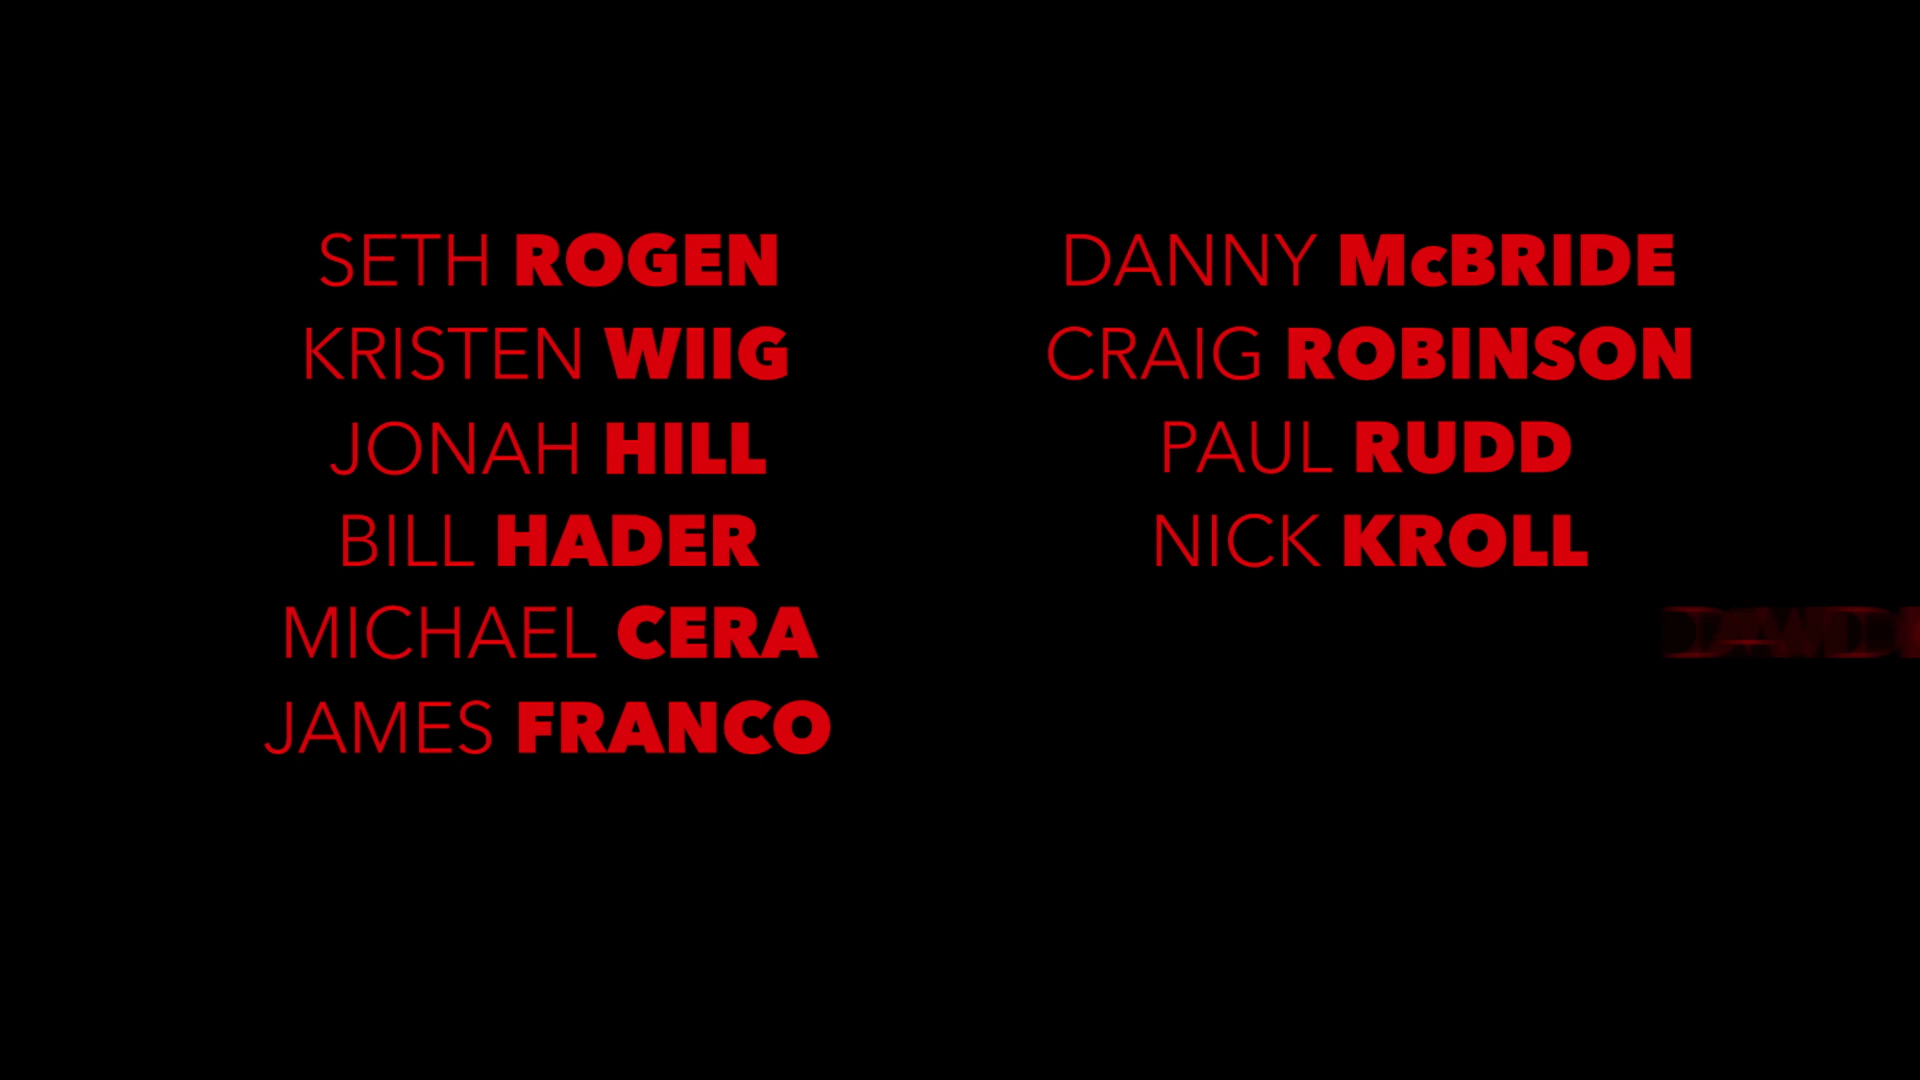 SETH ROGEN
KRISTEN WIIG
JONAH HILL
BILL HADER
MICHAEL CERA
JAMES FRANCO
DANNY McBRIDE
CRAIG ROBINSON
PAUL RUDD
NICK KROLL